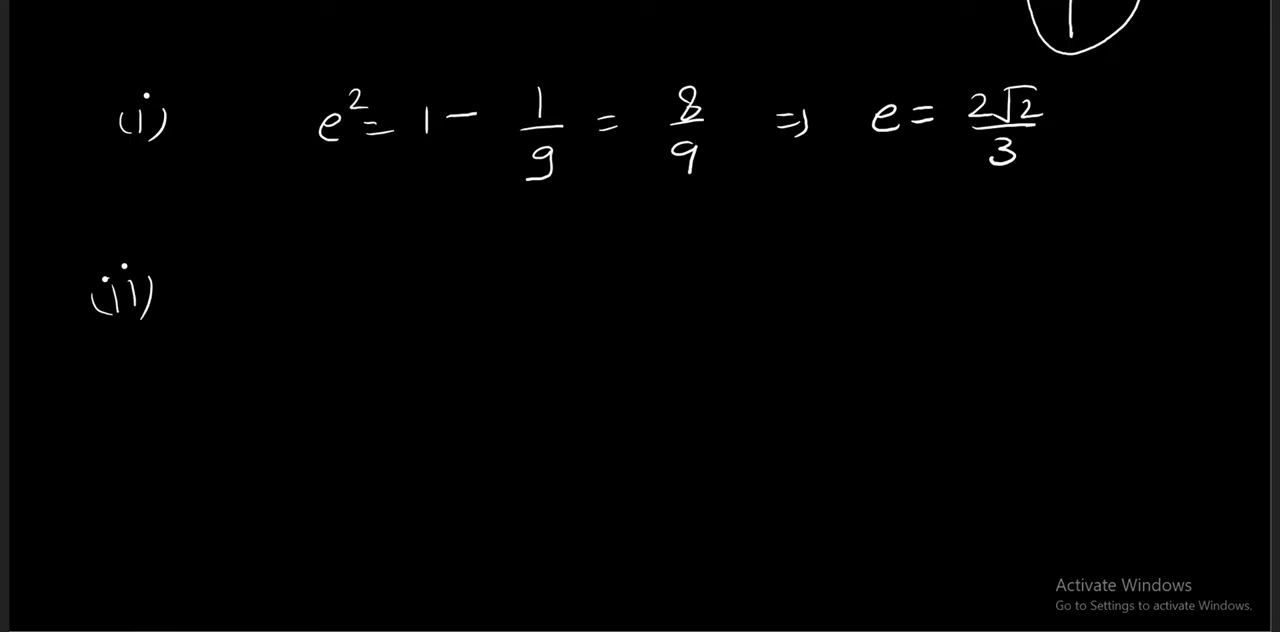 (i) e² = 1 - 1/9 = 8/9 ⇒ e = 2√2/3
(ii)
Activate Windows
Go to Settings to activate Windows.